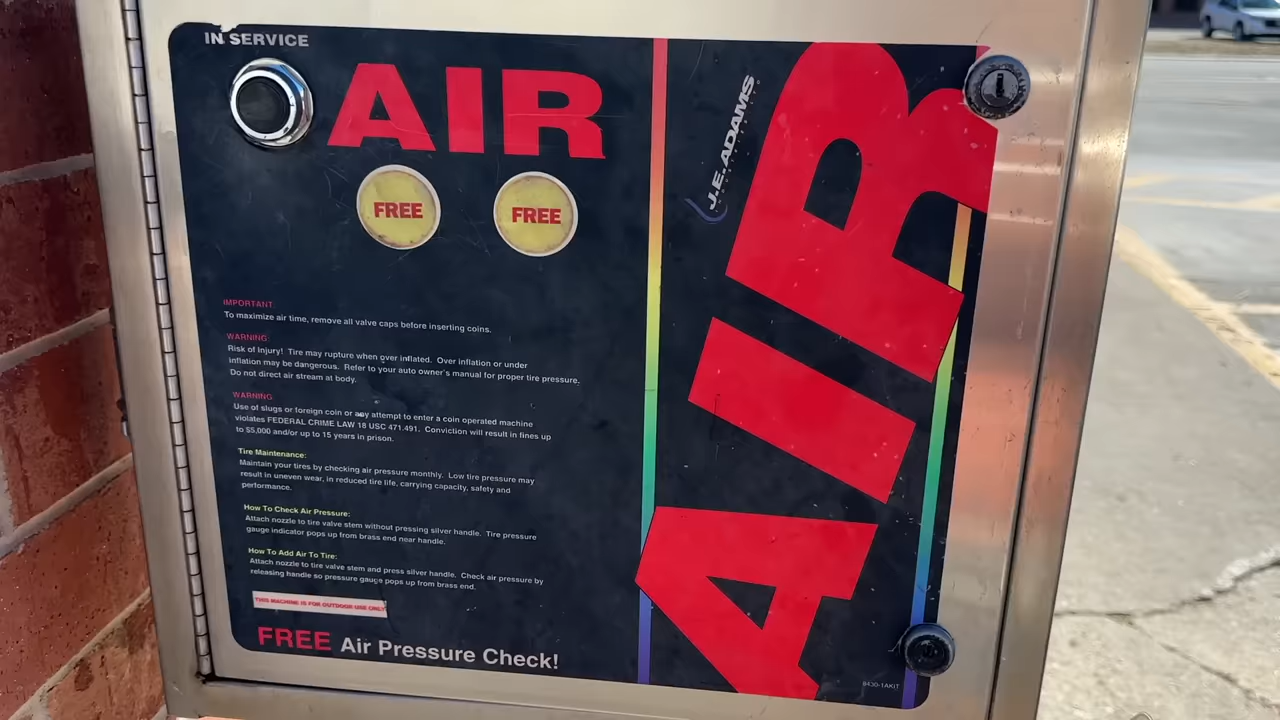 IN SERVICE
AIR
FREE FREE
IMPORTANT
To maximize air time, remove all valve caps before inserting coins.
WARNING:
Risk of Injury! Tire may rupture when over inflated. Over inflation or under
inflation may be dangerous. Refer to your auto owner's manual for proper tire pressure.
Do not direct air stream at body.
WARNING:
Use of slugs or foreign coin or any attempt to enter a coin operated machine
violates FEDERAL CRIME LAW 18 USC 471.491. Conviction will result in fines up
to $5,000 and/or up to 15 years in prison.
Tire Maintenance:
Maintain your tires by checking air pressure monthly. Low tire pressure may
result in uneven wear, in reduced tire life, carrying capacity, safety and
performance.
How To Check Air Pressure:
Attach nozzle to tire valve stem without pressing silver handle. Tire pressure
gauge indicator pops up from brass end near handle.
How To Add Air To Tire:
Attach nozzle to tire valve stem and press silver handle. Check air pressure by
releasing handle so pressure gauge pops up from brass end.
THIS MACHINE IS FOR OUTDOOR USE ONLY
FREE Air Pressure Check!
J.E. ADAMS
AIR
9430-1AKIT